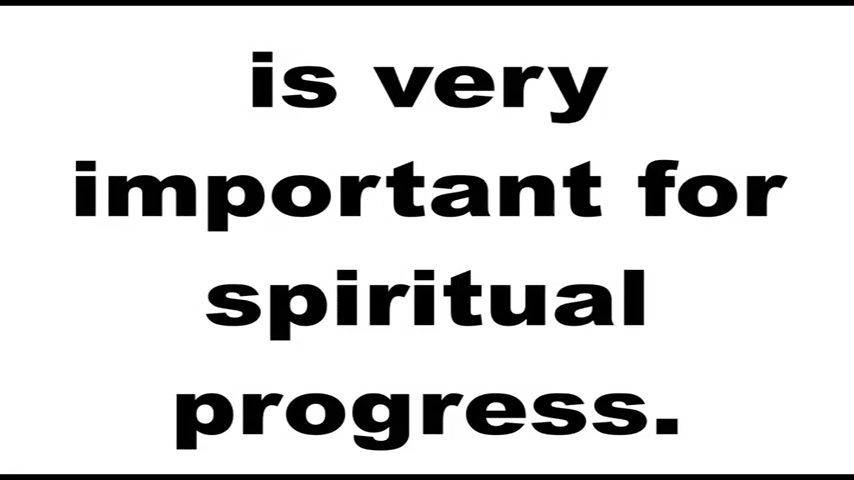 is very
important for
spiritual
progress.